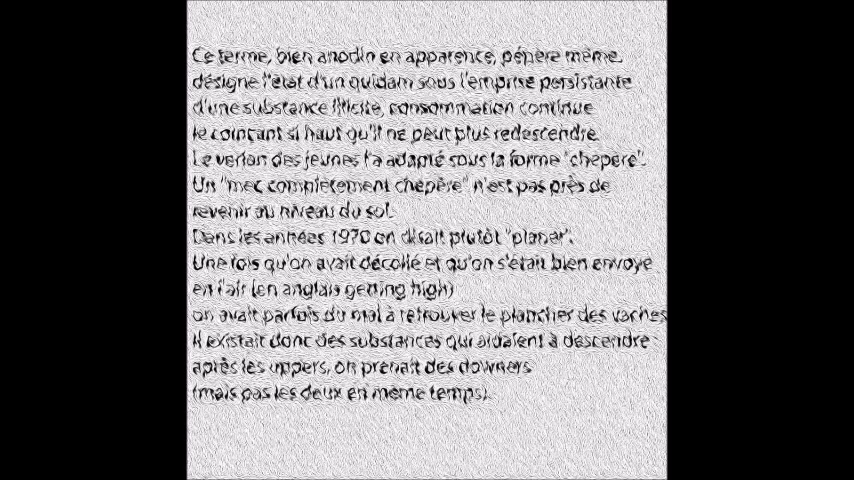 Ce terme, bien anodin en apparence, pépère même,
désigne l'état d'un quidam sous l'emprise persistante
d'une substance illicite, consommation continue
le coinçant si haut qu'il ne peut plus redescendre.
Le verlan des jeunes l'a adapté sous la forme "chépère".
Un "mec complètement chépère" n'est pas près de
revenir au niveau du sol.
Dans les années 1970 on disait plutôt "planer".
Une fois qu'on avait décollé et qu'on s'était bien envoyé
en l'air (en anglais getting high)
on avait parfois du mal à retrouver le plancher des vaches.
Il existait donc des substances qui aidaient à descendre :
après les uppers, on prenait des downers
(mais pas les deux en même temps).